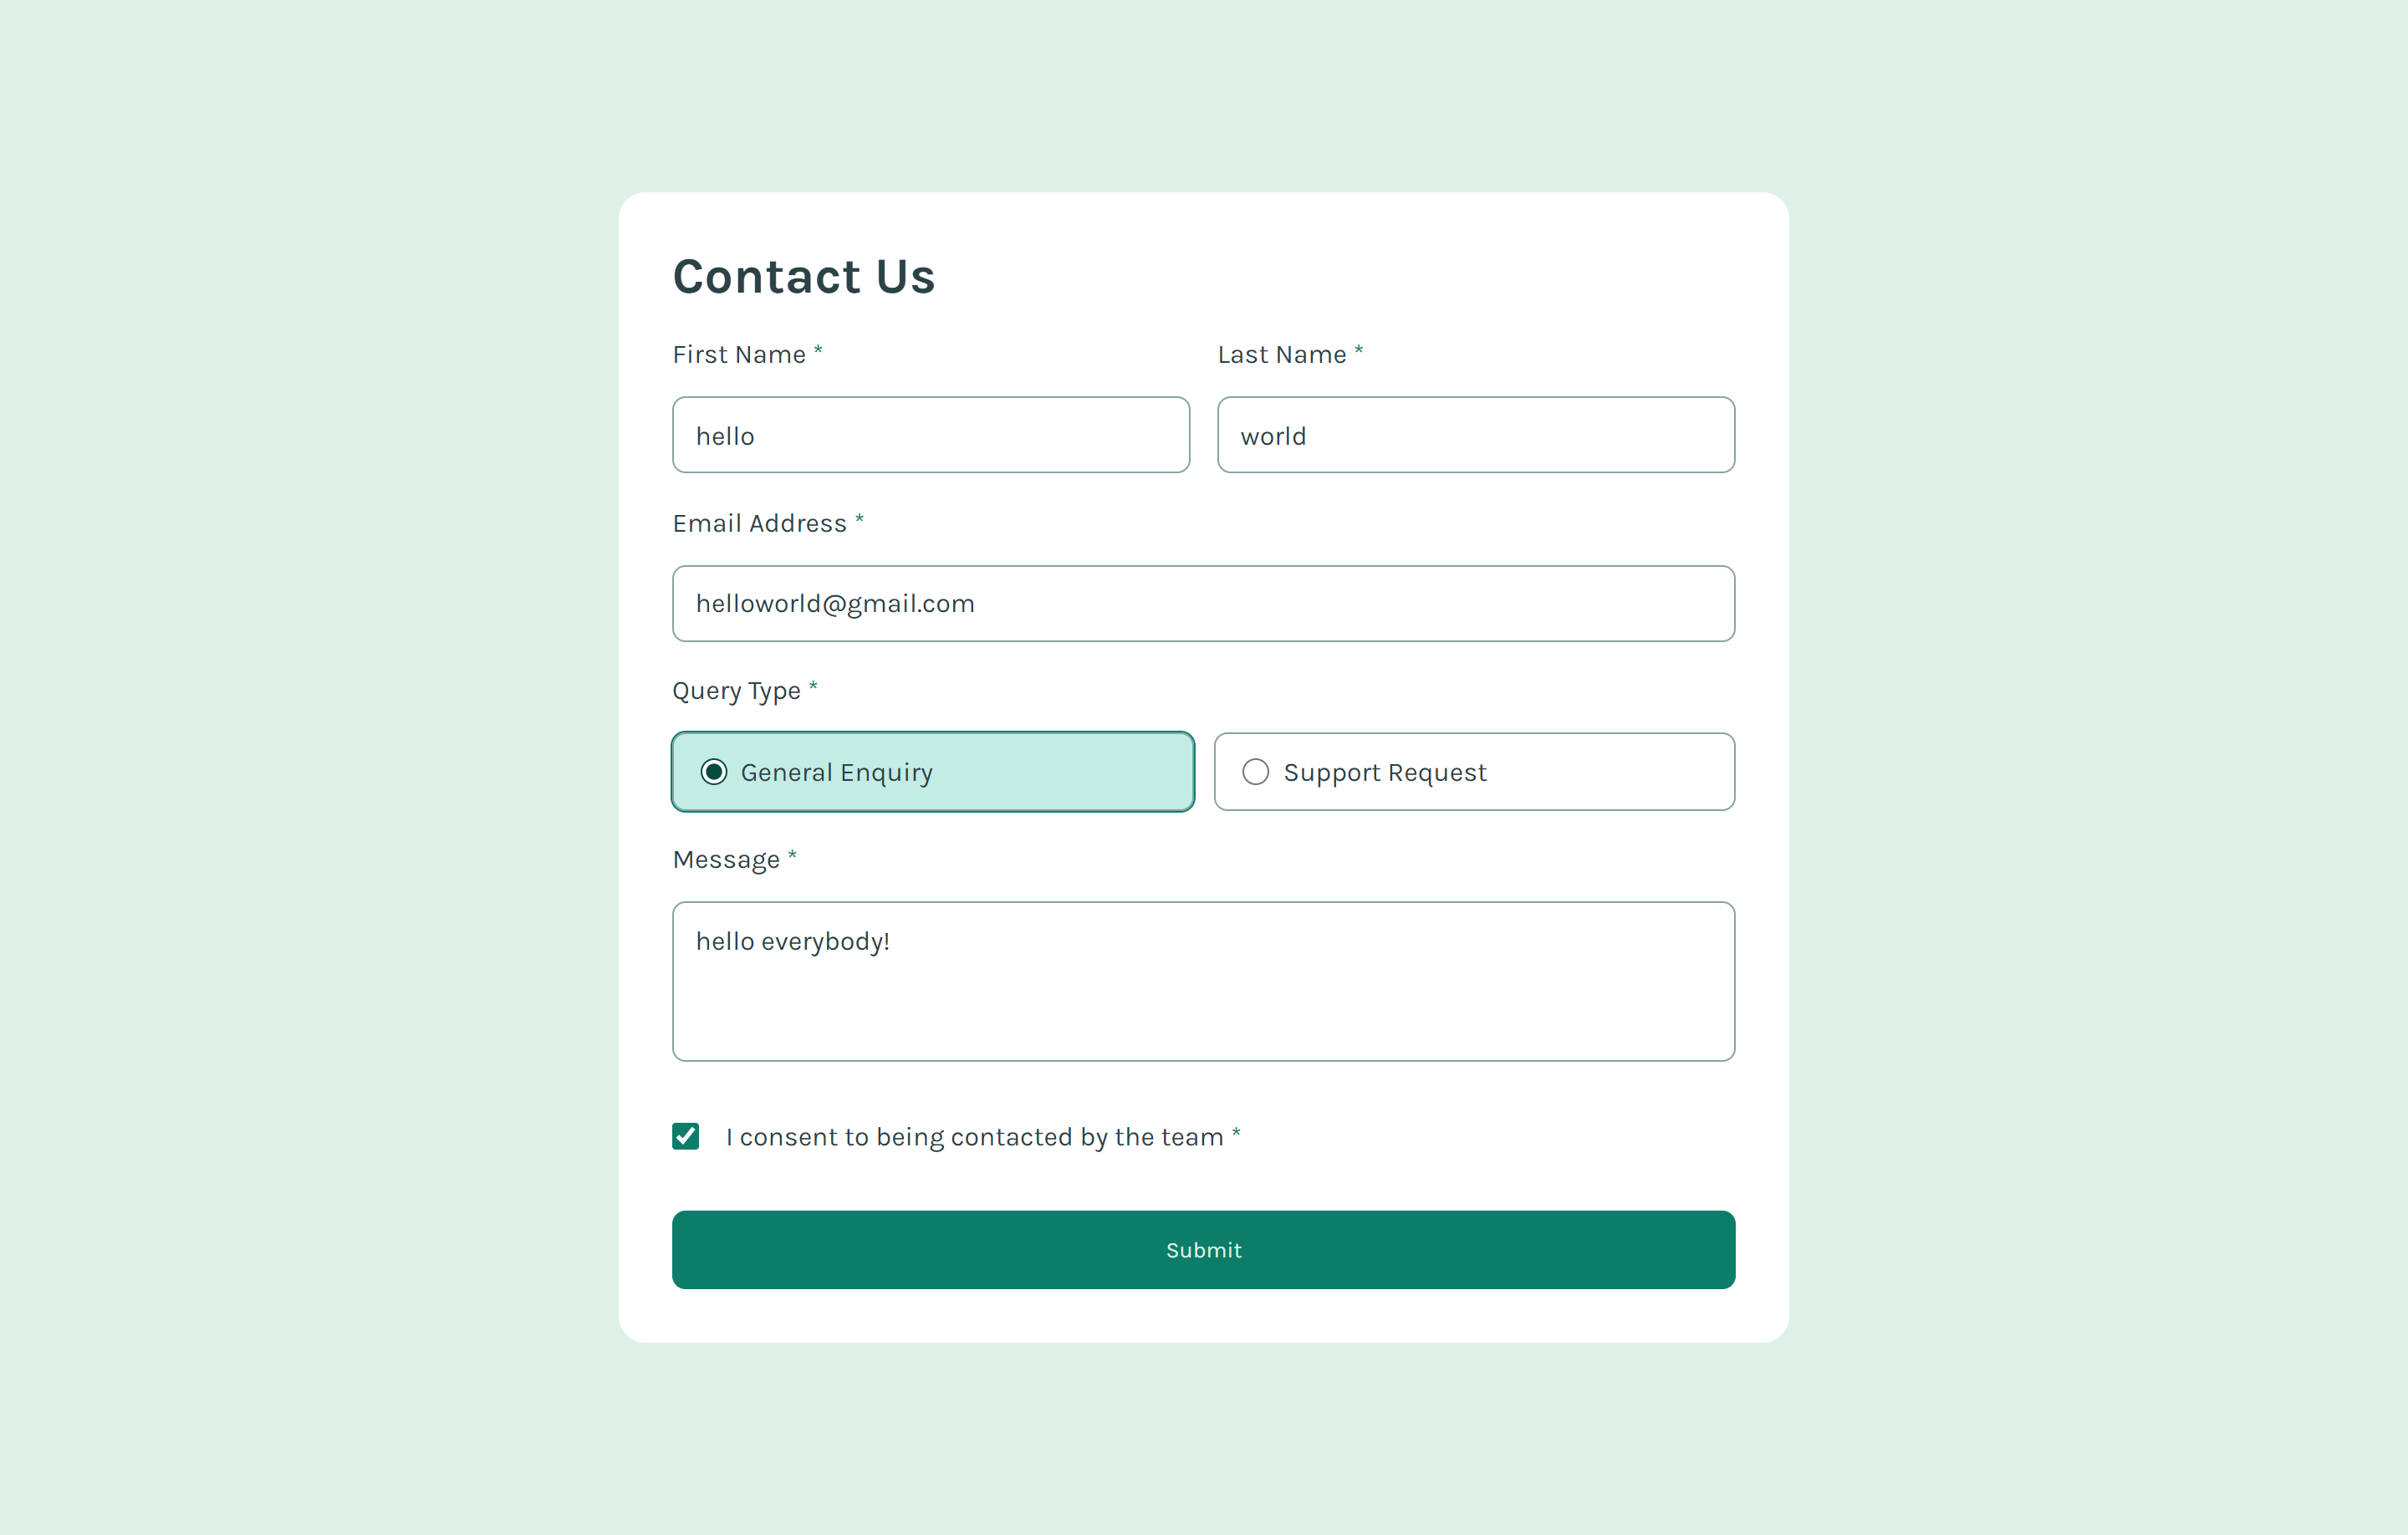 Contact Us
First Name *
Last Name *
hello
world
Email Address *
helloworld@gmail.com
Query Type *
General Enquiry
Support Request
Message *
hello everybody!
I consent to being contacted by the team *
Submit